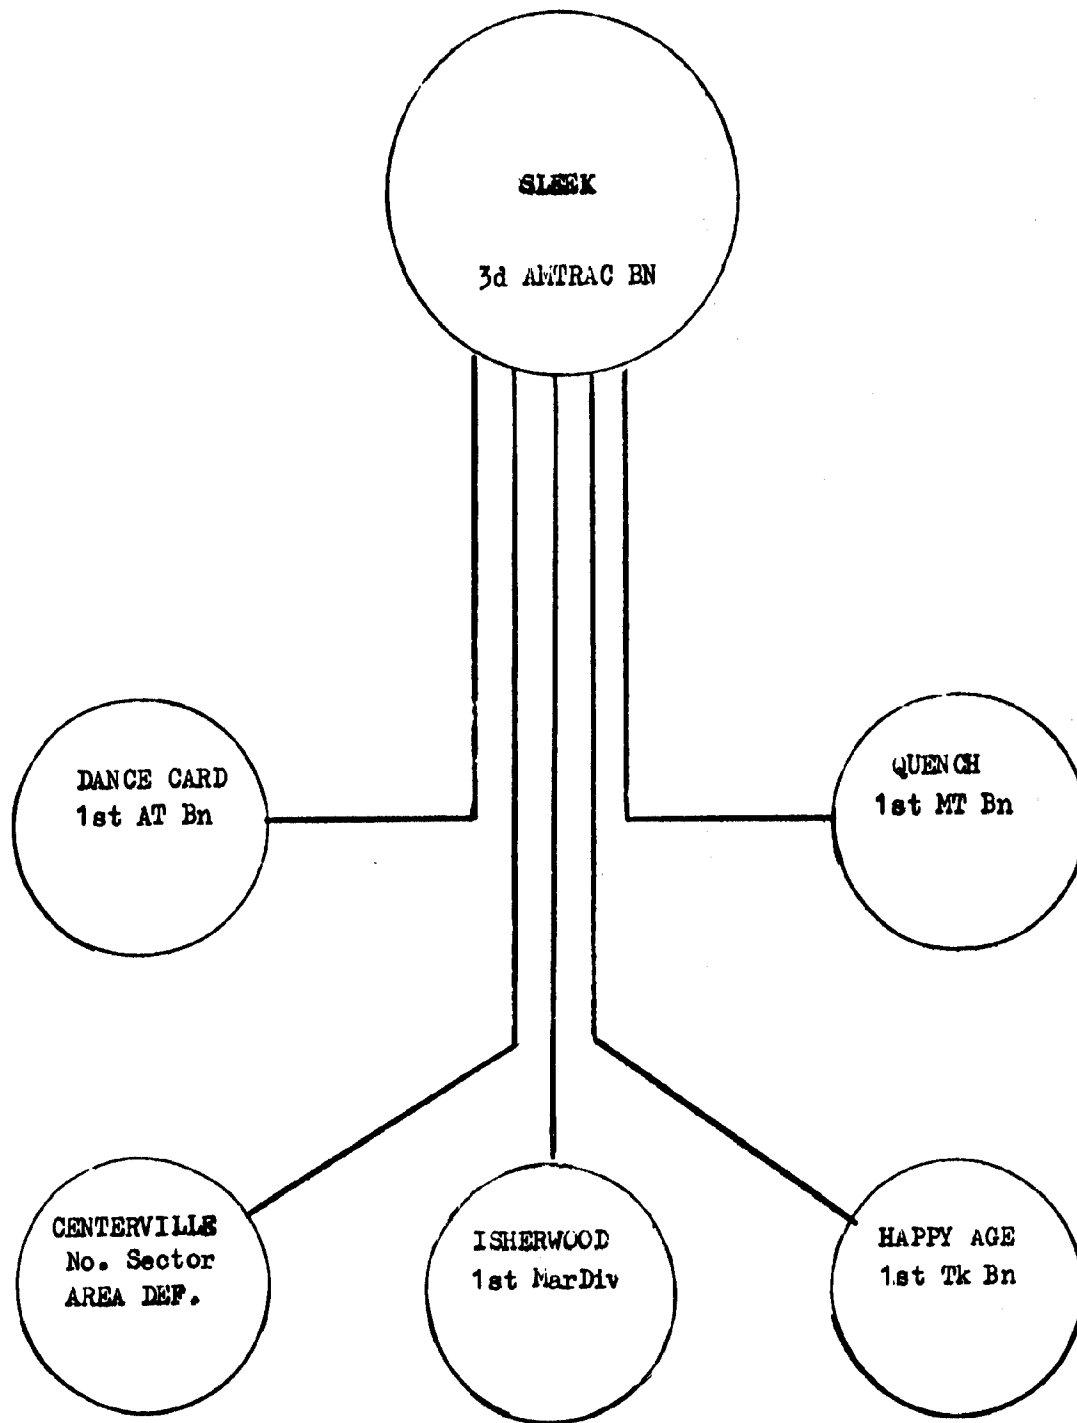 SLEEK
3d AMTRAC BN
DANCE CARD
1st AT Bn
QUENCH
1st MT Bn
CENTERVILLE
No. Sector
AREA DEF.
ISHERWOOD
1st MarDiv
HAPPY AGE
1st Tk Bn